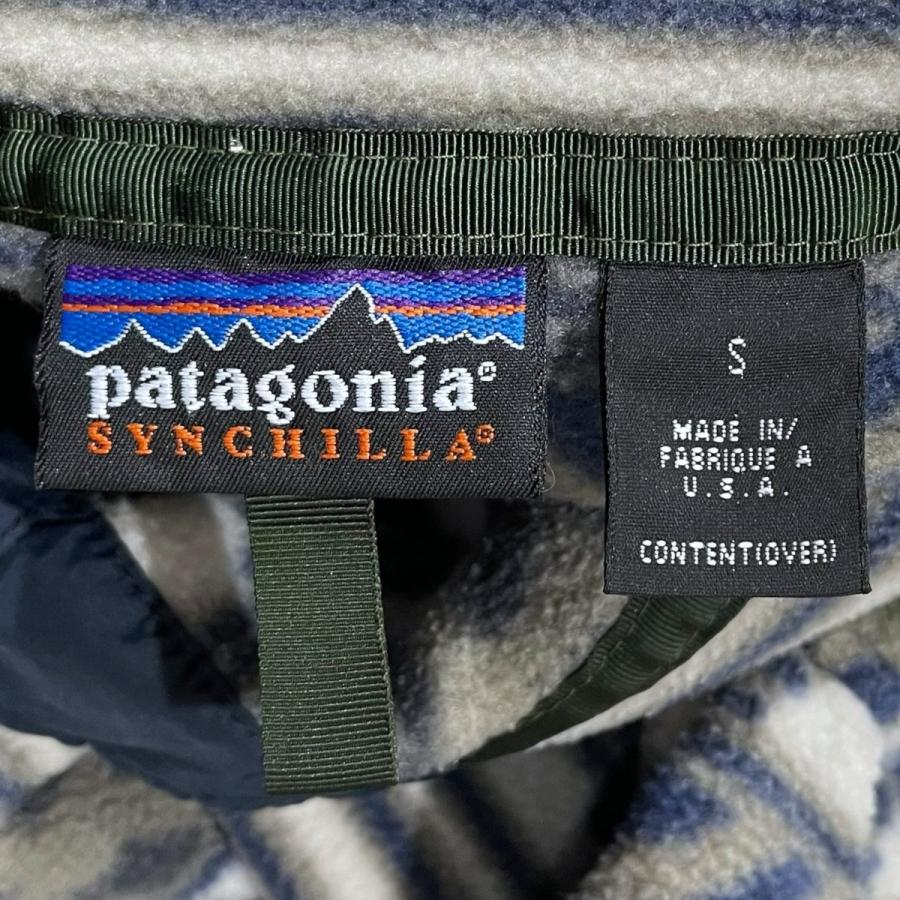 patagonia®
SYNCHILLA®
S
MADE IN/
FABRIQUE A
U.S.A.
CONTENT(OVER)